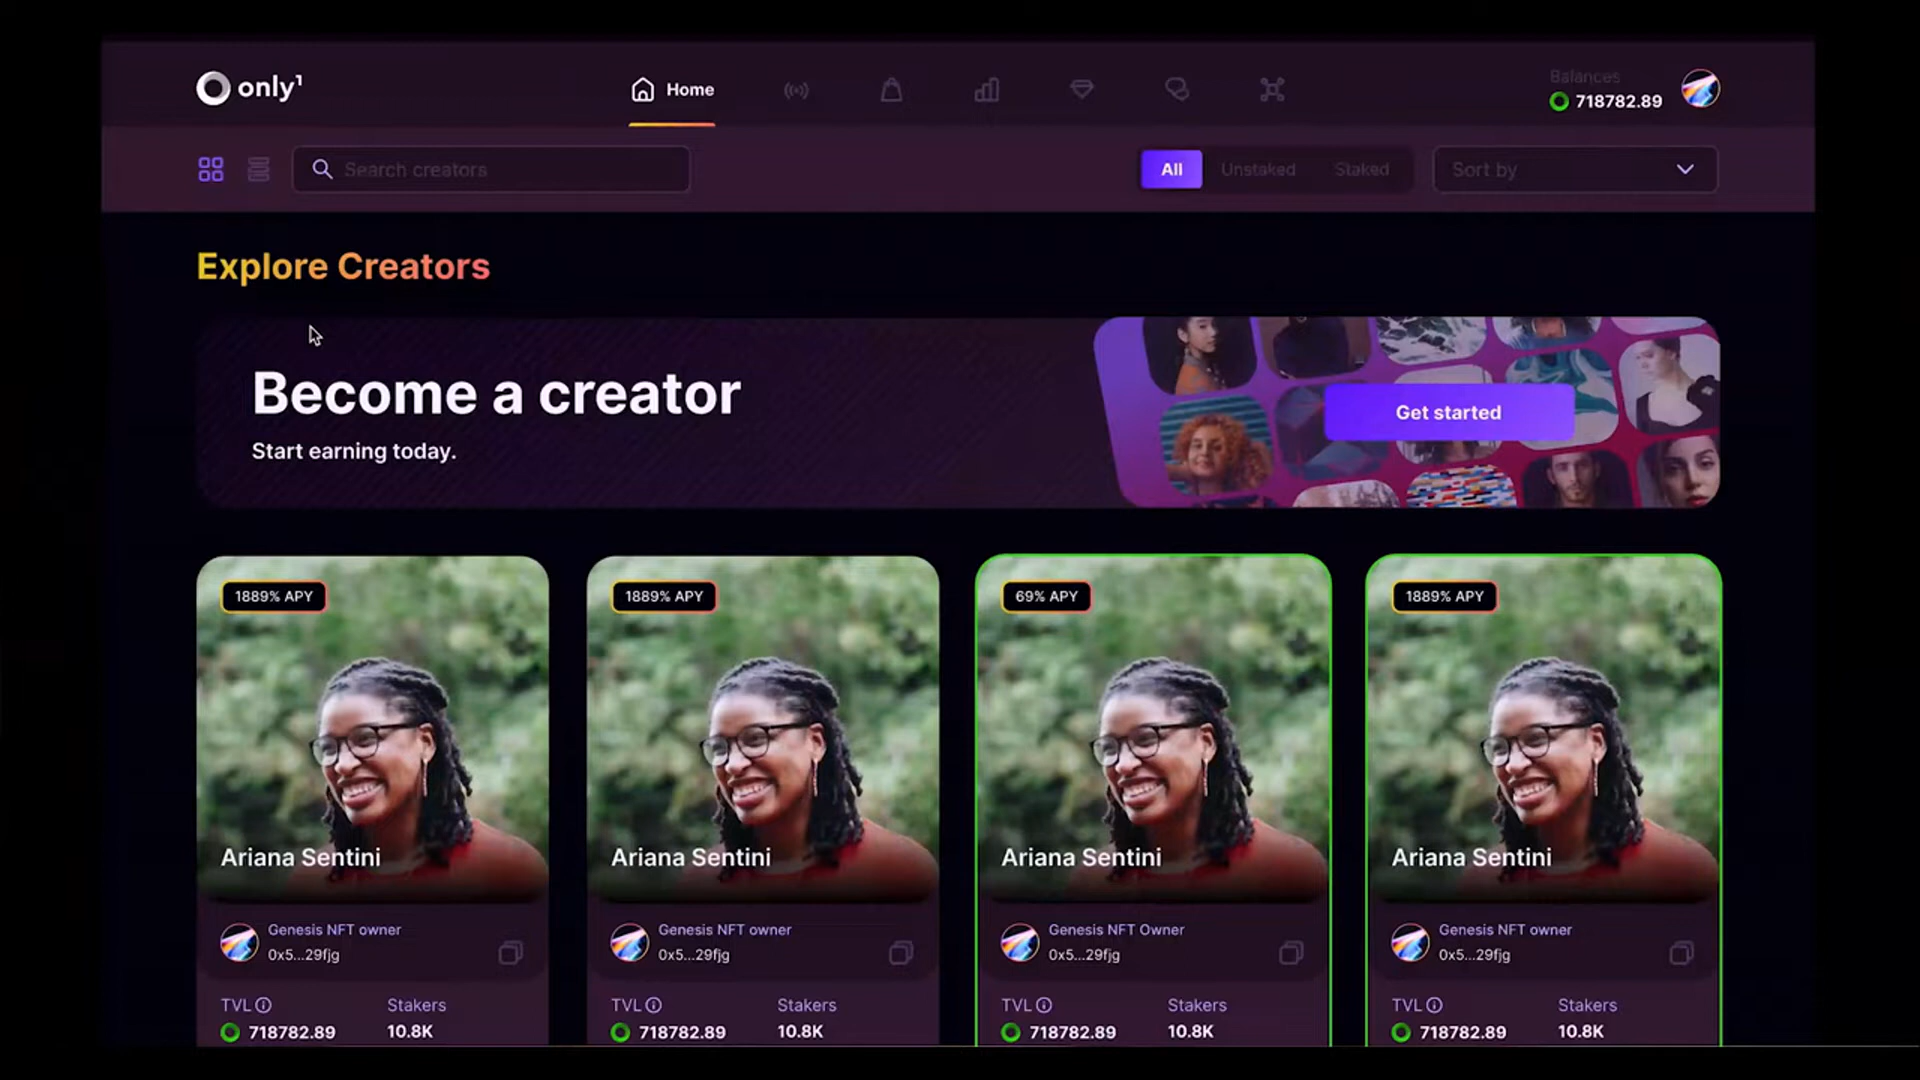 only¹
Home
Balances
718782.89
Search creators
All
Unstaked
Staked
Sort by
Explore Creators
Become a creator
Start earning today.
Get started
1889% APY
Ariana Sentini
Genesis NFT owner
0x5...29fjg
TVL
Stakers
718782.89
10.8K
1889% APY
Ariana Sentini
Genesis NFT owner
0x5...29fjg
TVL
Stakers
718782.89
10.8K
69% APY
Ariana Sentini
Genesis NFT Owner
0x5...29fjg
TVL
Stakers
718782.89
10.8K
1889% APY
Ariana Sentini
Genesis NFT owner
0x5...29fjg
TVL
Stakers
718782.89
10.8K